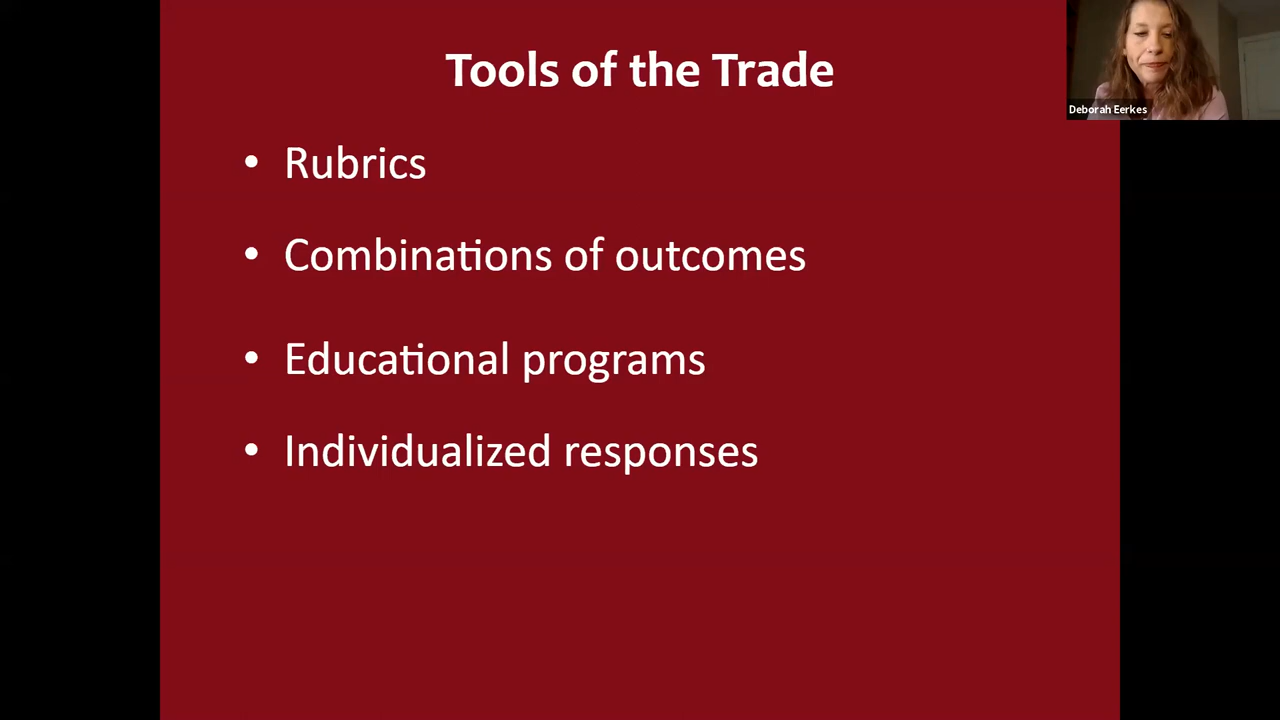 Tools of the Trade
Deborah Eerkes
• Rubrics
• Combinations of outcomes
• Educational programs
• Individualized responses